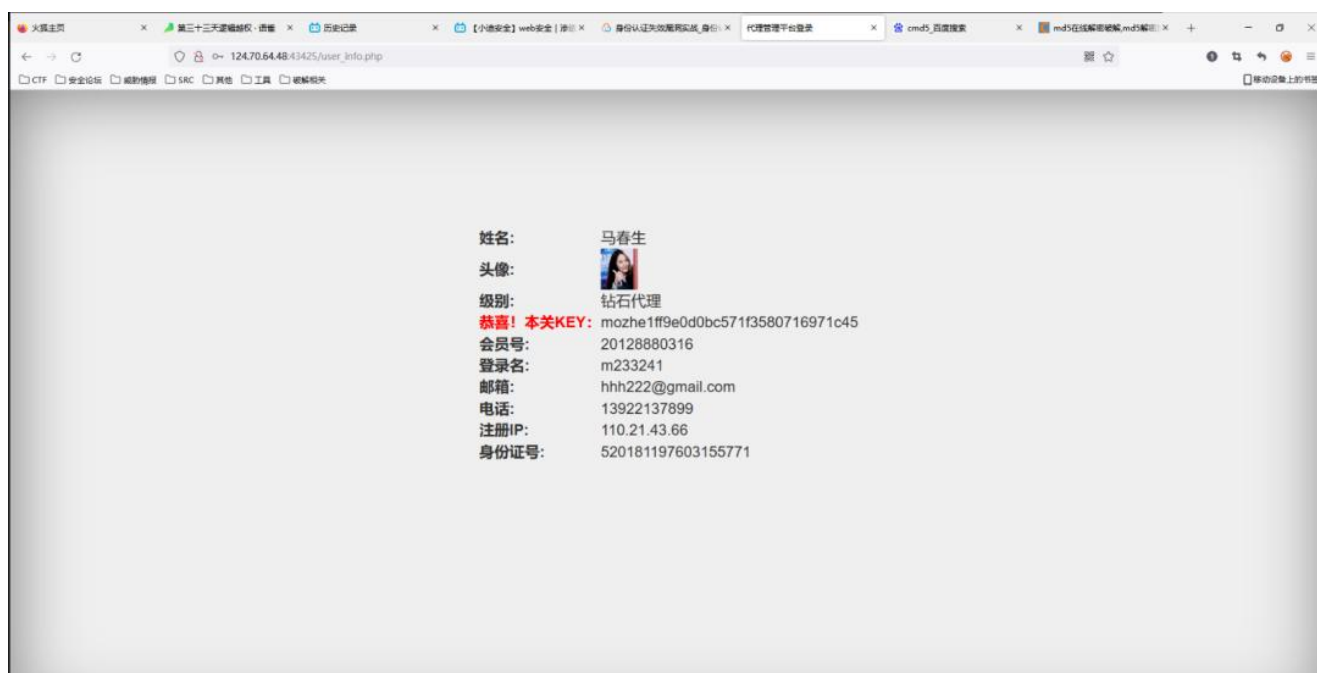 火狐主页
第三十三天逻辑越权 - 语雀
历史记录
【小迪安全】web安全 | 渗
身份认证失效漏洞实战_身份
代理管理平台登录
cmd5_百度搜索
md5在线解密破解,md5解密
124.70.64.48:43425/user_info.php
CTF 安全论坛 威胁情报 SRC 其他 工具 破解相关
移动设备上的书签
姓名: 马春生
头像:
级别: 钻石代理
恭喜！本关KEY: mozhe1ff9e0d0bc571f3580716971c45
会员号: 20128880316
登录名: m233241
邮箱: hhh222@gmail.com
电话: 13922137899
注册IP: 110.21.43.66
身份证号: 520181197603155771